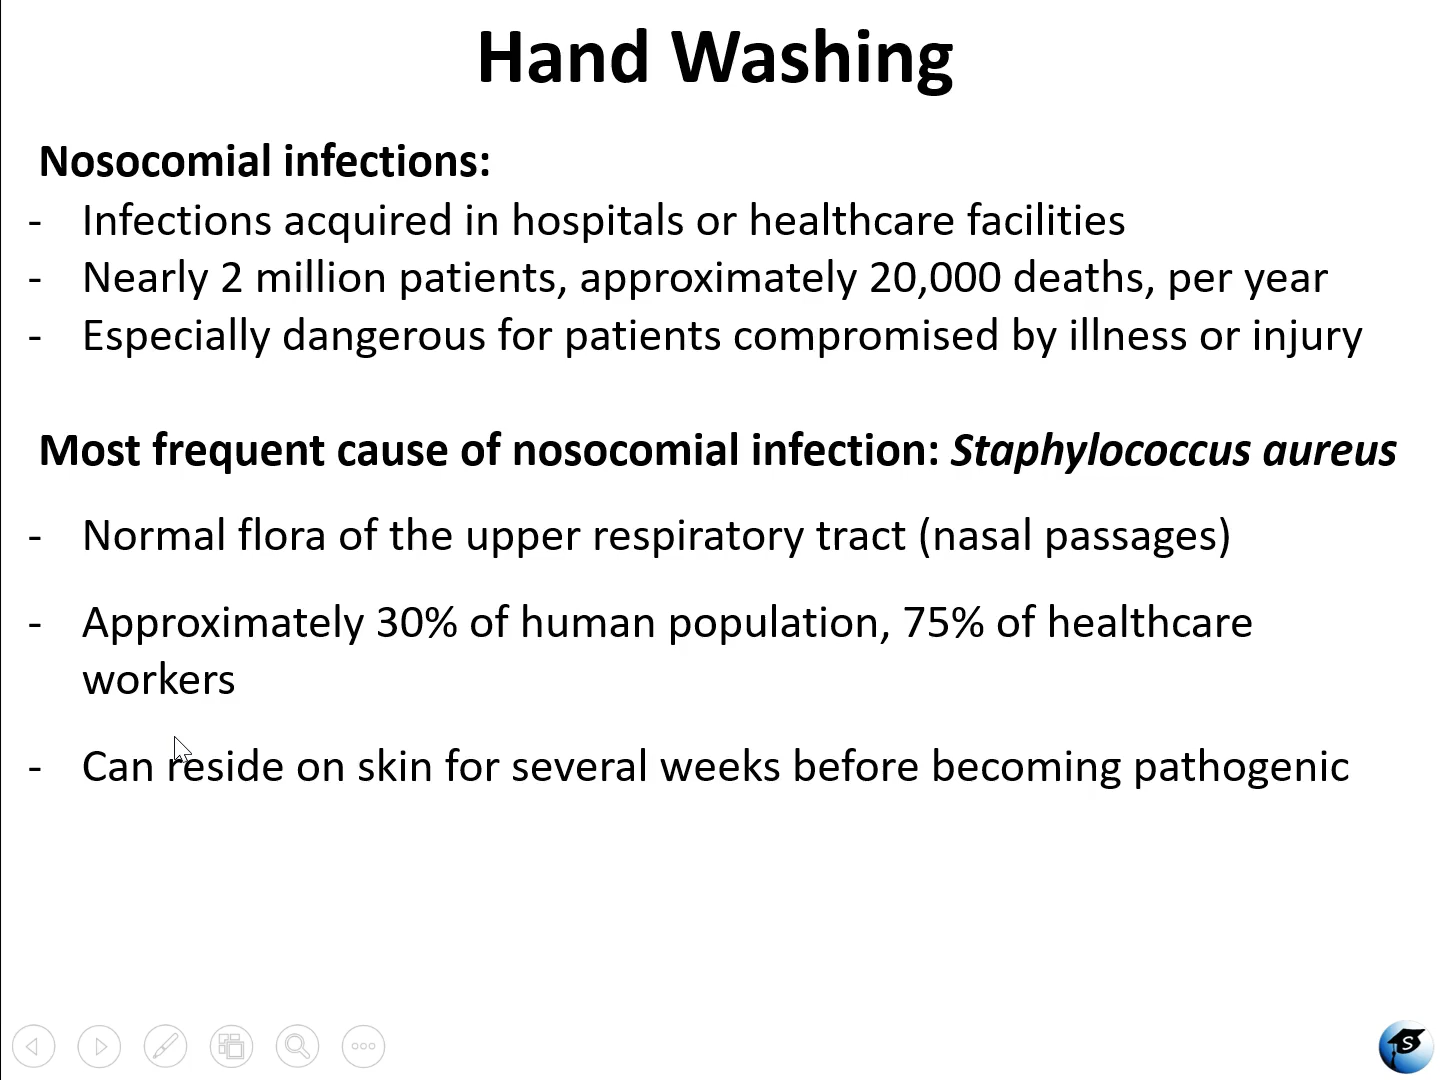 Hand Washing
Nosocomial infections:
- Infections acquired in hospitals or healthcare facilities
- Nearly 2 million patients, approximately 20,000 deaths, per year
- Especially dangerous for patients compromised by illness or injury
Most frequent cause of nosocomial infection: Staphylococcus aureus
- Normal flora of the upper respiratory tract (nasal passages)
- Approximately 30% of human population, 75% of healthcare
workers
- Can reside on skin for several weeks before becoming pathogenic
S